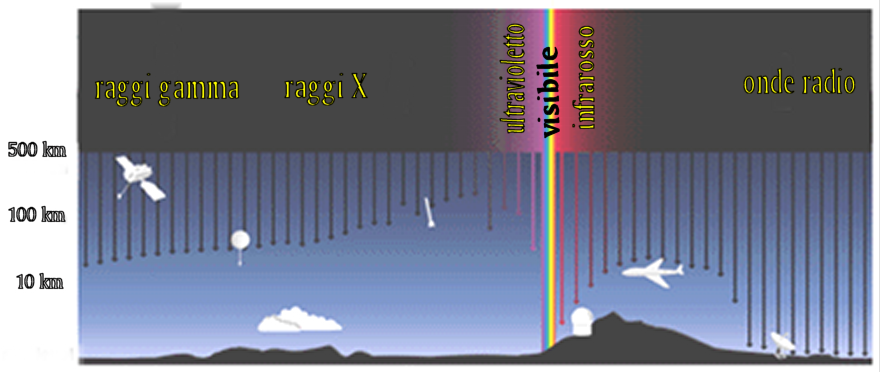 raggi gamma
raggi X
ultravioletto
visibile
infrarosso
onde radio
500 km
100 km
10 km